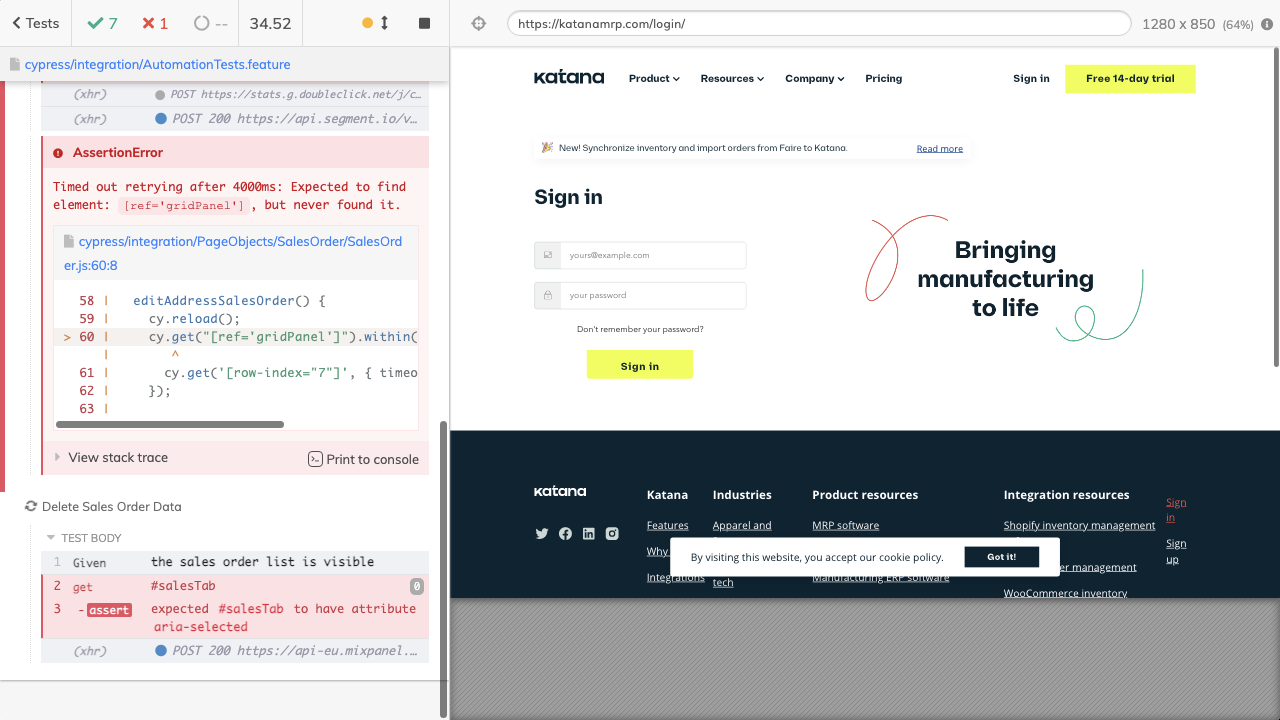 Tests
7
1
--
34.52
https://katanamrp.com/login/
1280 x 850 (64%)
cypress/integration/AutomationTests.feature
(xhr) POST https://stats.g.doubleclick.net/j/c…
(xhr) POST 200 https://api.segment.io/v…
AssertionError
Timed out retrying after 4000ms: Expected to find
element: [ref='gridPanel'], but never found it.
cypress/integration/PageObjects/SalesOrder/SalesOrd
er.js:60:8
58 | editAddressSalesOrder() {
59 | cy.reload();
> 60 | cy.get("[ref='gridPanel']").within(
| ^
61 | cy.get('[row-index="7"]', { timeo
62 | });
63 |
View stack trace
Print to console
Delete Sales Order Data
TEST BODY
1 Given the sales order list is visible
2 get #salesTab 0
3 -assert expected #salesTab to have attribute
aria-selected
(xhr) POST 200 https://api-eu.mixpanel.…
katana
Product
Resources
Company
Pricing
Sign in
Free 14-day trial
New! Synchronize inventory and import orders from Faire to Katana.
Read more
Sign in
yours@example.com
your password
Don't remember your password?
Sign in
Bringing
manufacturing
to life
katana
Katana
Features
Why
Integrations
Industries
Apparel and
tech
Product resources
MRP software
Manufacturing ERP software
Integration resources
Shopify inventory management
management
WooCommerce inventory
Sign
in
Sign
up
By visiting this website, you accept our cookie policy.
Got it!